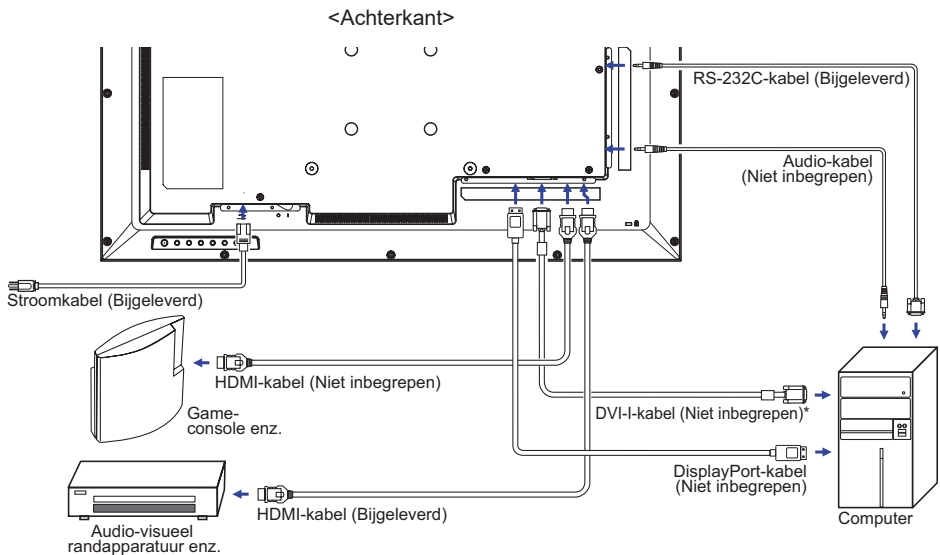 <Achterkant>
RS-232C-kabel (Bijgeleverd)
Audio-kabel
(Niet inbegrepen)
Stroomkabel (Bijgeleverd)
HDMI-kabel (Niet inbegrepen)
Game-
console enz.
DVI-I-kabel (Niet inbegrepen)*
DisplayPort-kabel
(Niet inbegrepen)
HDMI-kabel (Bijgeleverd)
Computer
Audio-visueel
randapparatuur enz.